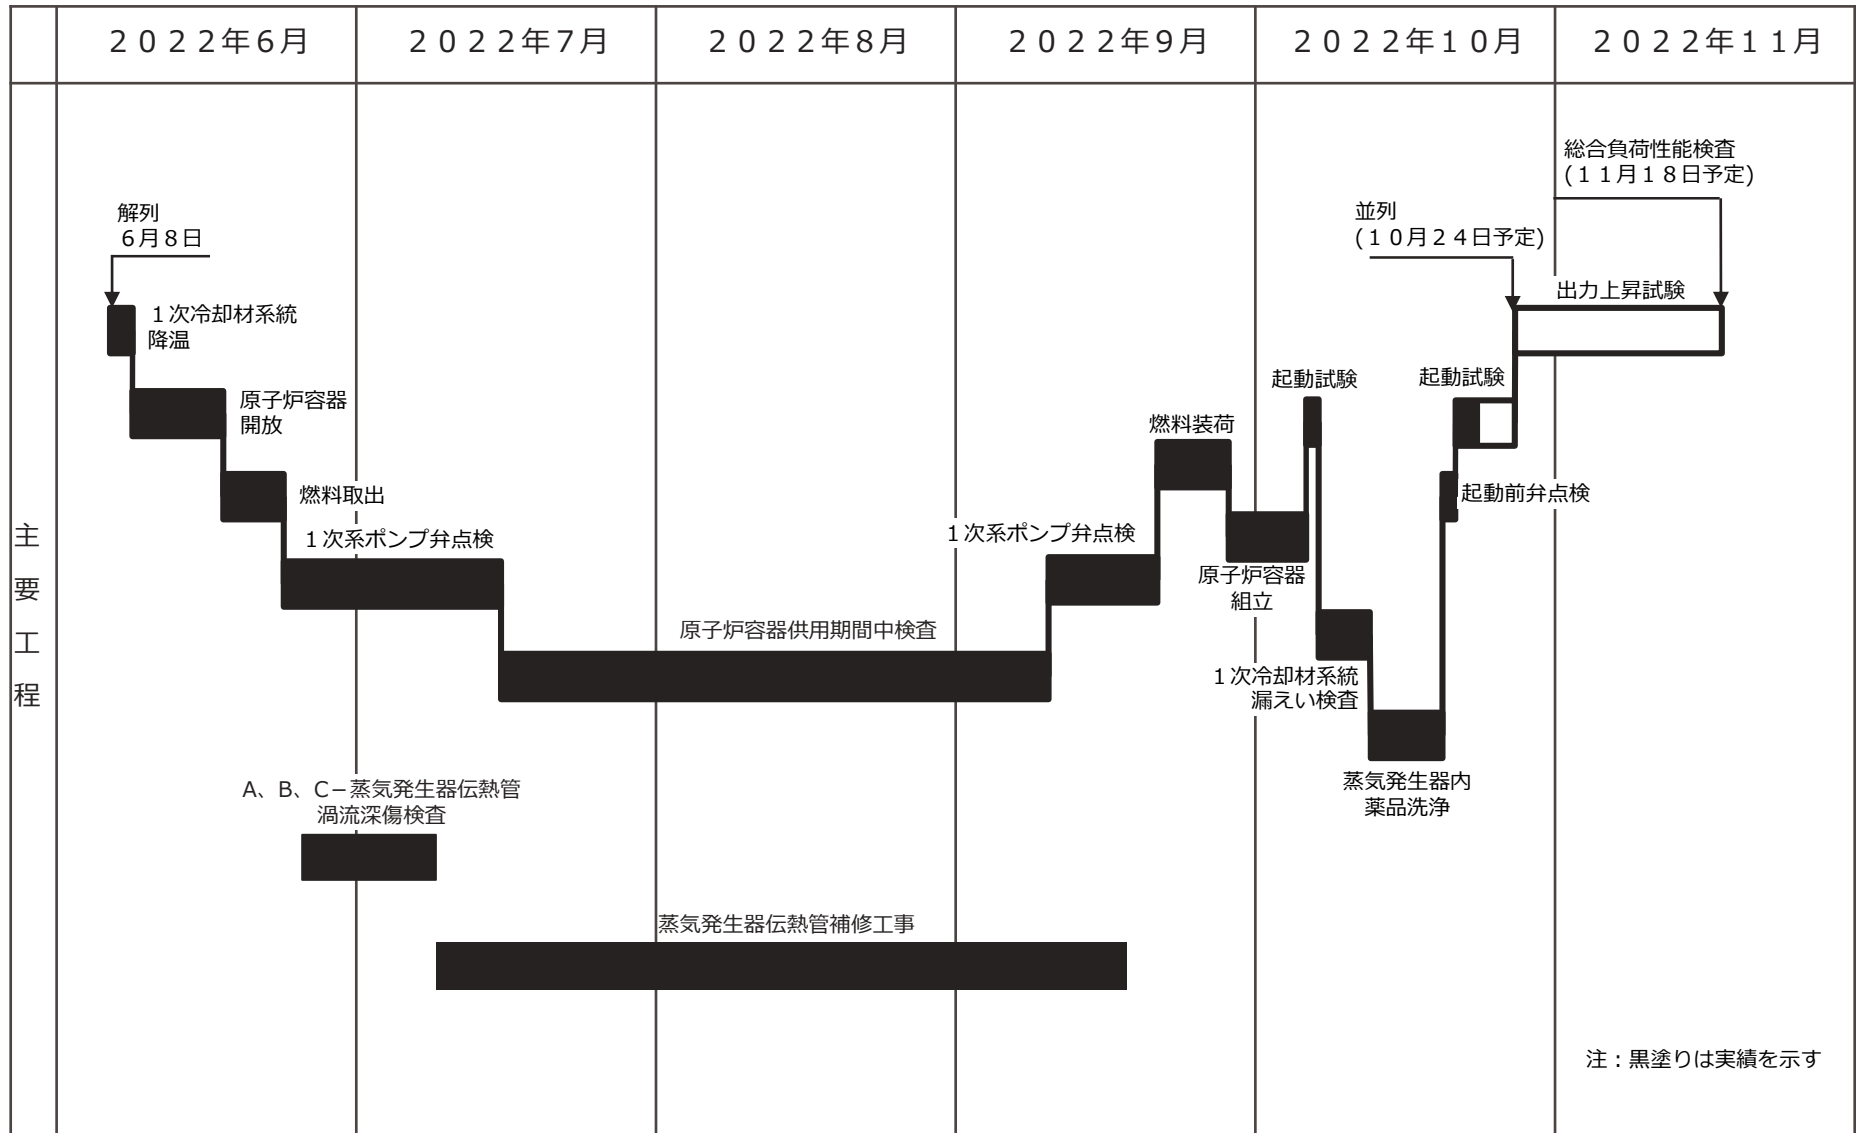 ２０２２年６月
２０２２年７月
２０２２年８月
２０２２年９月
２０２２年１０月
２０２２年１１月
主要工程
総合負荷性能検査
(１１月１８日予定)
解列
６月８日
並列
(１０月２４日予定)
出力上昇試験
１次冷却材系統
降温
起動試験
起動試験
原子炉容器
開放
燃料装荷
燃料取出
起動前弁点検
１次系ポンプ弁点検
１次系ポンプ弁点検
原子炉容器
組立
原子炉容器供用期間中検査
１次冷却材系統
漏えい検査
A、B、C－蒸気発生器伝熱管
渦流深傷検査
蒸気発生器内
薬品洗浄
蒸気発生器伝熱管補修工事
注：黒塗りは実績を示す